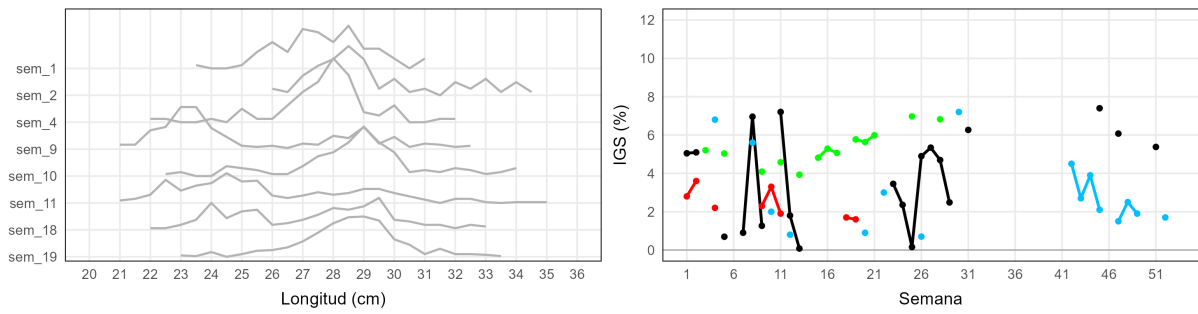 sem_1
sem_2
sem_4
sem_9
sem_10
sem_11
sem_18
sem_19
20 21 22 23 24 25 26 27 28 29 30 31 32 33 34 35 36
Longitud (cm)
IGS (%)
12
10
8
6
4
2
0
1 6 11 16 21 26 31 36 41 46 51
Semana